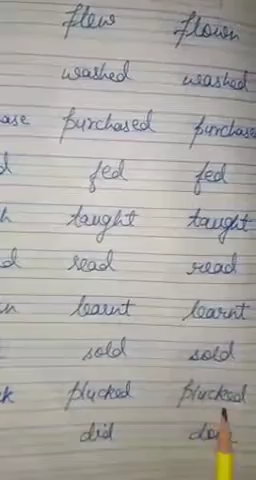 flew flown
washed washed
ase purchased purchase
d fed fed
h taught taught
d read read
n learnt learnt
sold sold
k plucked plucked
did